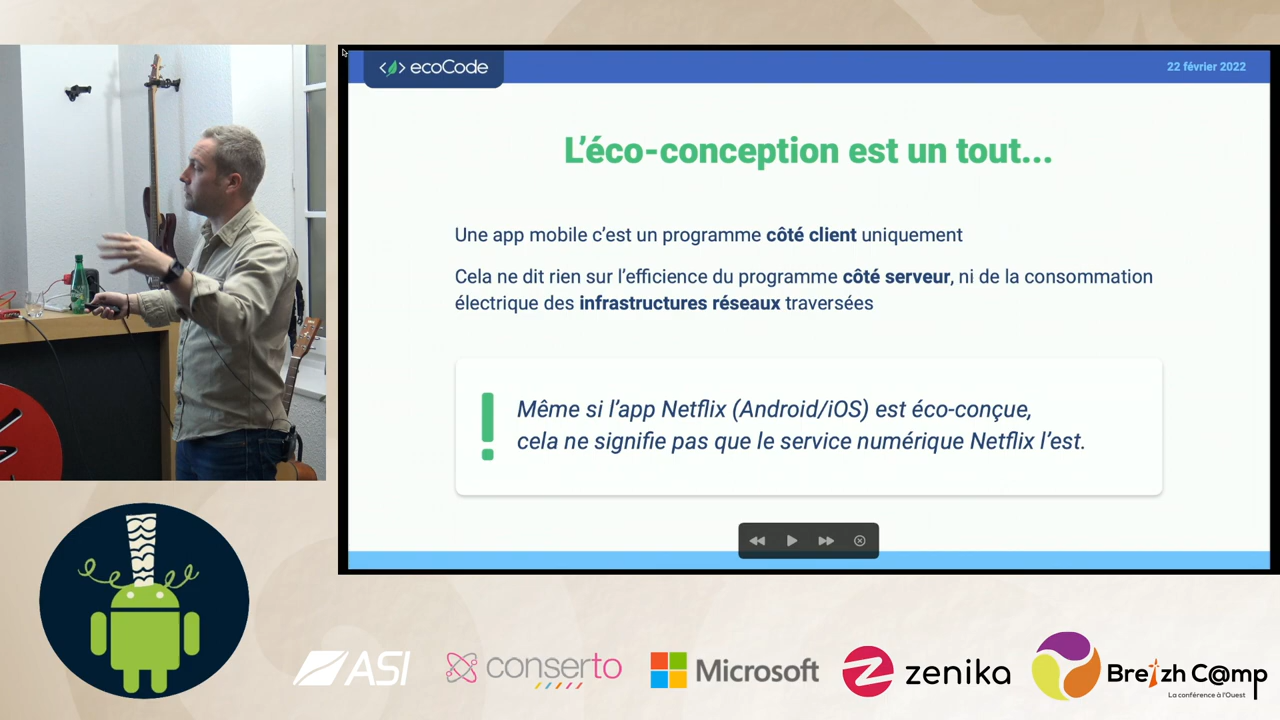 ecoCode
22 février 2022
L’éco-conception est un tout...
Une app mobile c’est un programme côté client uniquement
Cela ne dit rien sur l’efficience du programme côté serveur, ni de la consommation
électrique des infrastructures réseaux traversées
Même si l’app Netflix (Android/iOS) est éco-conçue,
cela ne signifie pas que le service numérique Netflix l’est.
ASI
conserto
Microsoft
zenika
Breizh C@mp
La conférence à l'Ouest